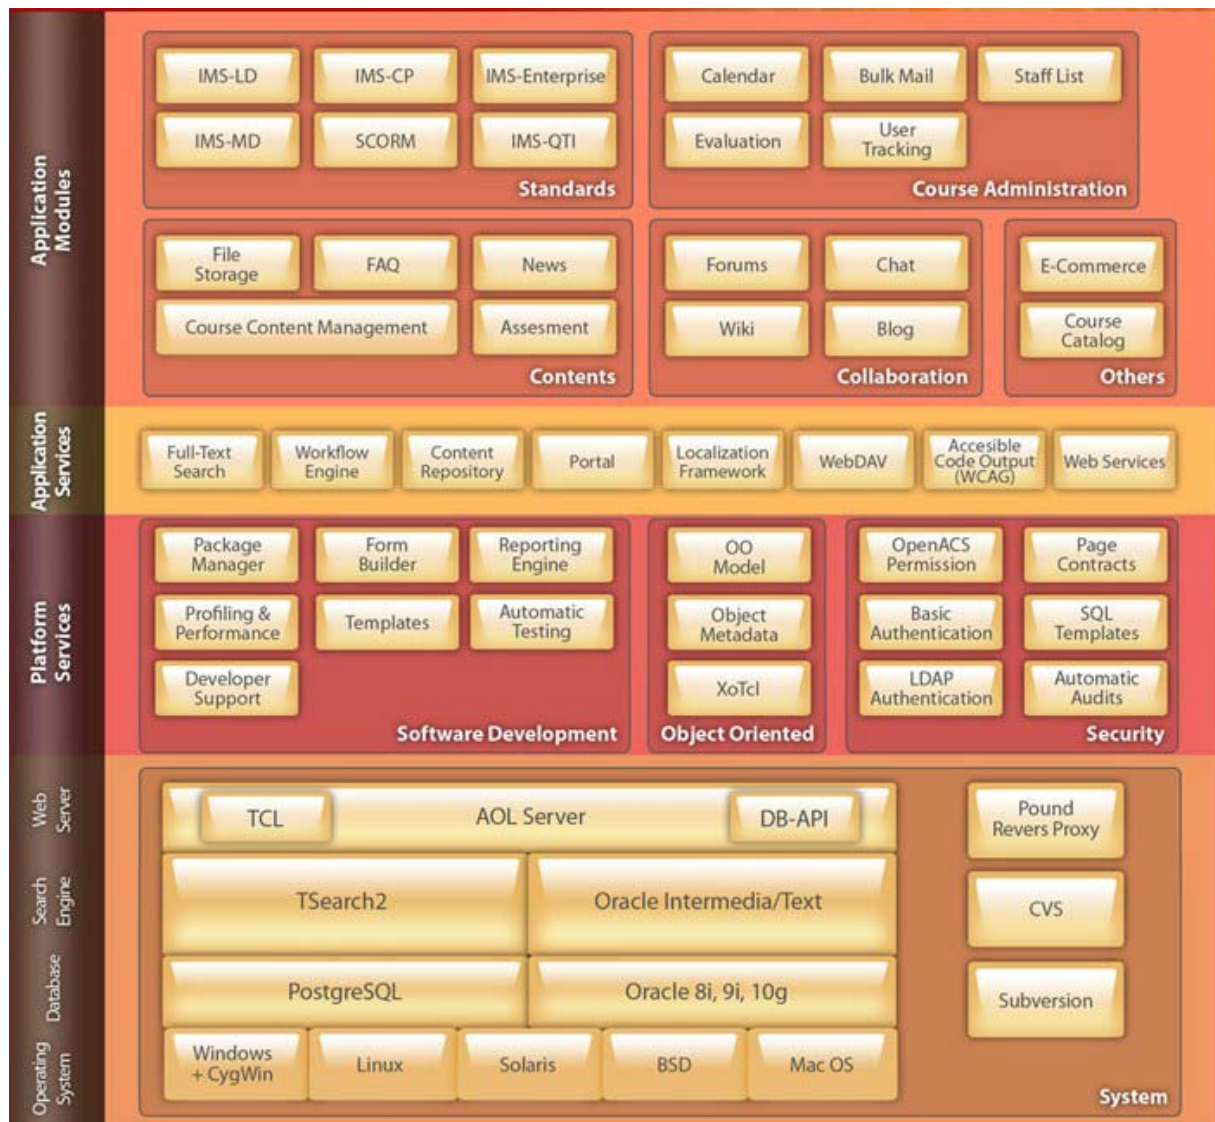 Application
Modules
IMS-LD
IMS-CP
IMS-Enterprise
IMS-MD
SCORM
IMS-QTI
Standards
Calendar
Bulk Mail
Staff List
Evaluation
User
Tracking
Course Administration
File
Storage
FAQ
News
Course Content Management
Assesment
Contents
Forums
Chat
Wiki
Blog
Collaboration
E-Commerce
Course
Catalog
Others
Application
Services
Full-Text
Search
Workflow
Engine
Content
Repository
Portal
Localization
Framework
WebDAV
Accesible
Code Output
(WCAG)
Web Services
Platform
Services
Package
Manager
Form
Builder
Reporting
Engine
Profiling &
Performance
Templates
Automatic
Testing
Developer
Support
Software Development
OO
Model
Object
Metadata
XoTcl
Object Oriented
OpenACS
Permission
Page
Contracts
Basic
Authentication
SQL
Templates
LDAP
Authentication
Automatic
Audits
Security
Web
Server
TCL
AOL Server
DB-API
Pound
Revers Proxy
Search
Engine
TSearch2
Oracle Intermedia/Text
CVS
Database
PostgreSQL
Oracle 8i, 9i, 10g
Subversion
Operating
System
Windows
+ CygWin
Linux
Solaris
BSD
Mac OS
System